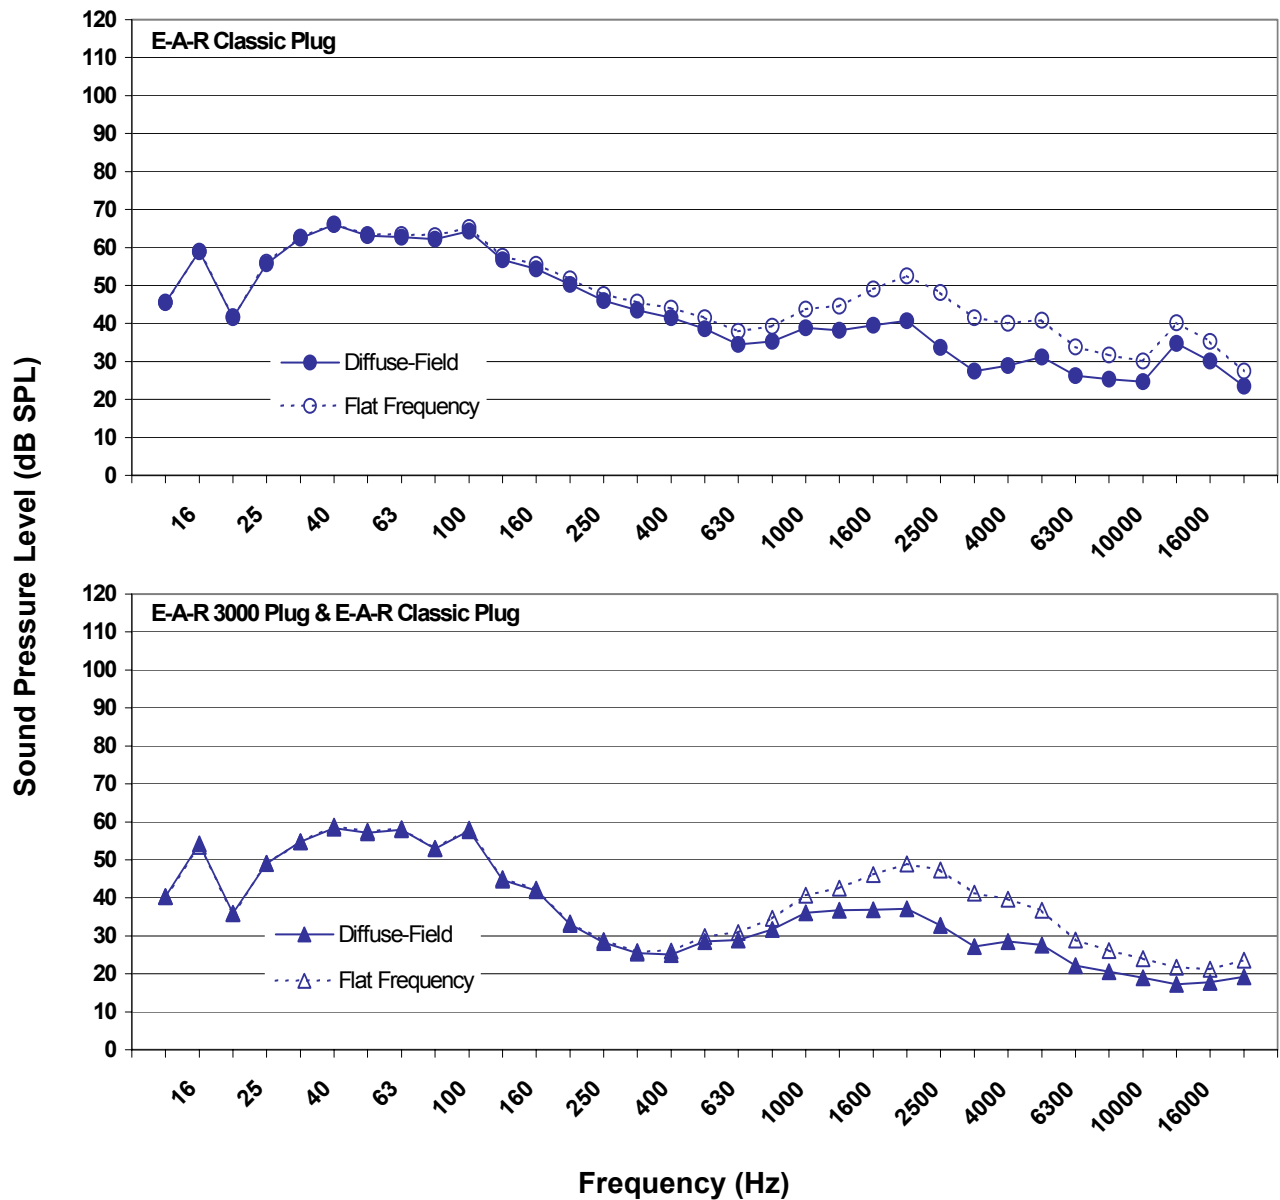 Sound Pressure Level (dB SPL)
E-A-R Classic Plug
120
110
100
90
80
70
60
50
40
30
20
10
0
Diffuse-Field
Flat Frequency
16 25 40 63 100 160 250 400 630 1000 1600 2500 4000 6300 10000 16000
E-A-R 3000 Plug & E-A-R Classic Plug
120
110
100
90
80
70
60
50
40
30
20
10
0
Diffuse-Field
Flat Frequency
16 25 40 63 100 160 250 400 630 1000 1600 2500 4000 6300 10000 16000
Frequency (Hz)